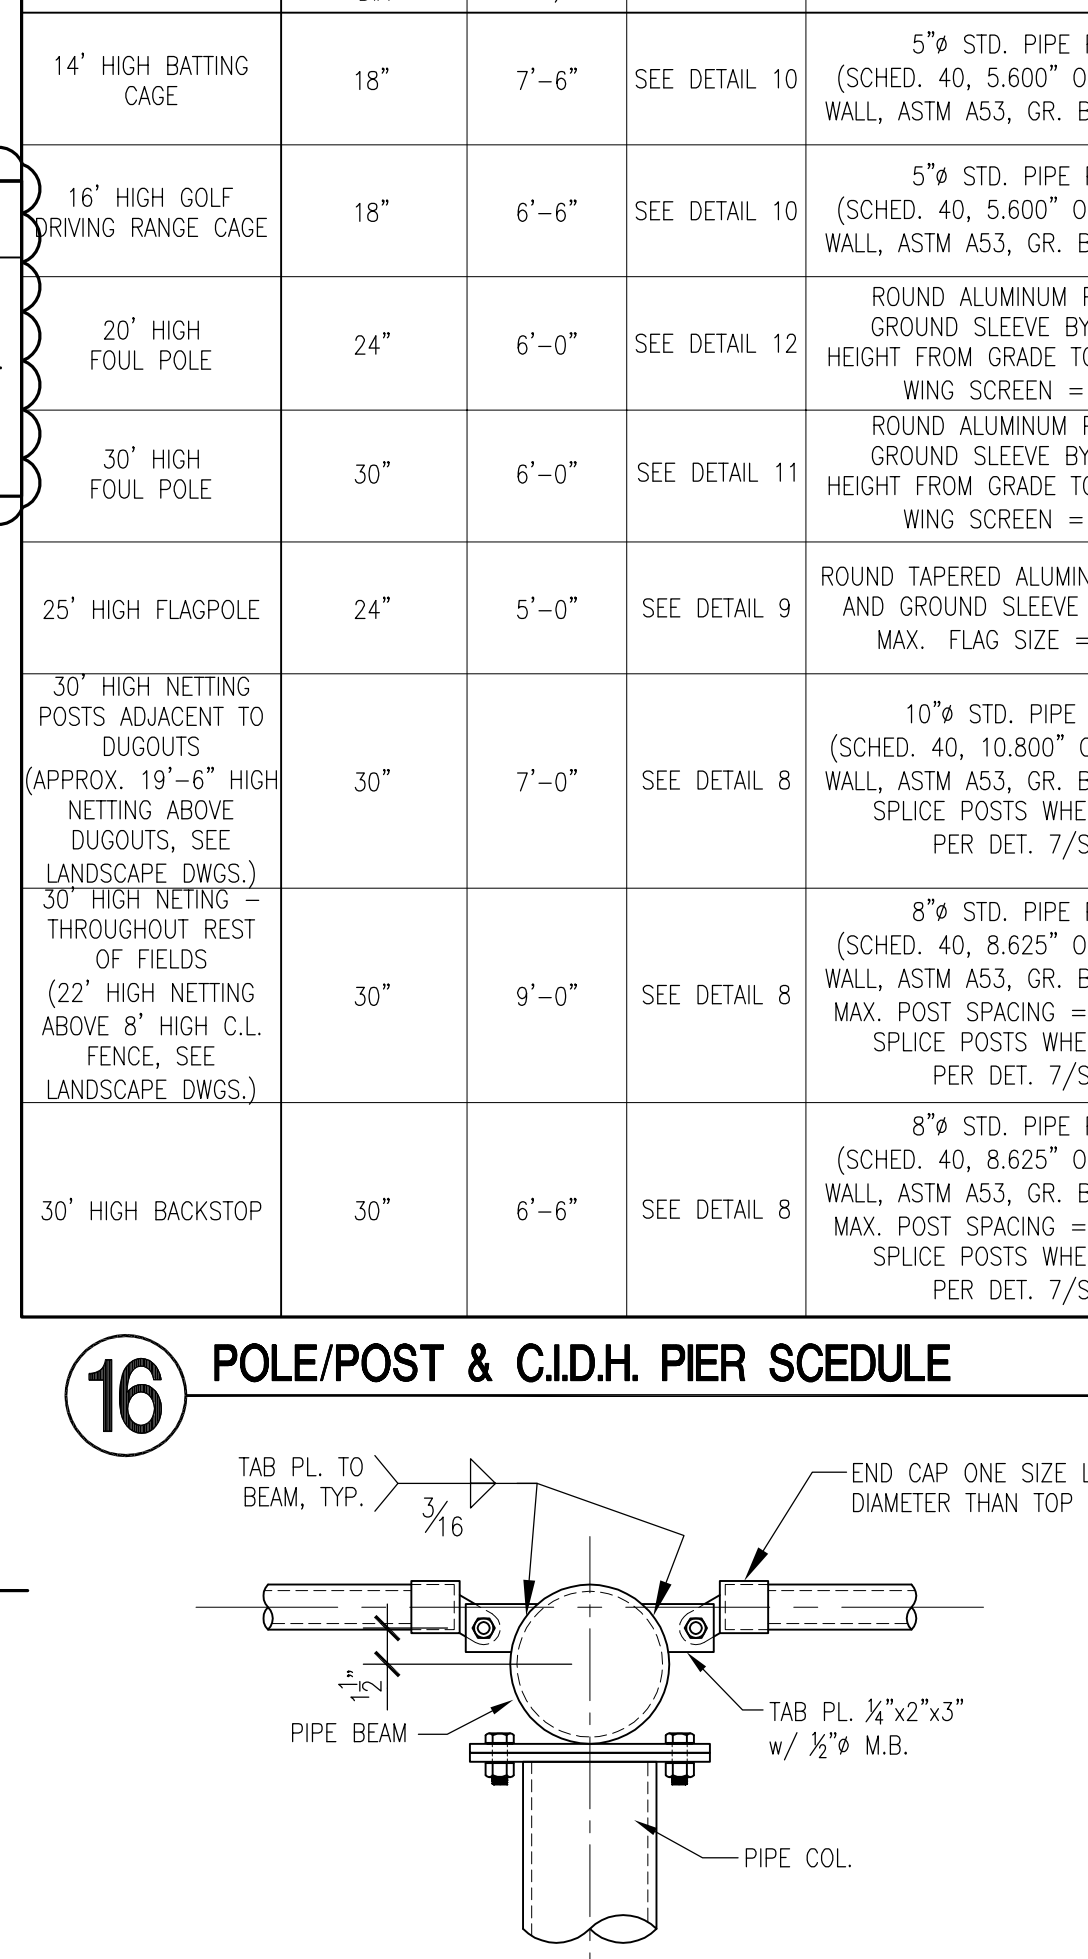 14' HIGH BATTING
CAGE
18"
7'-6"
SEE DETAIL 10
5"ø STD. PIPE
(SCHED. 40, 5.600"
WALL, ASTM A53, GR. B
16' HIGH GOLF
DRIVING RANGE CAGE
18"
6'-6"
SEE DETAIL 10
5"ø STD. PIPE
(SCHED. 40, 5.600"
WALL, ASTM A53, GR. B
20' HIGH
FOUL POLE
24"
6'-0"
SEE DETAIL 12
ROUND ALUMINUM
GROUND SLEEVE BY
HEIGHT FROM GRADE TO
WING SCREEN =
30' HIGH
FOUL POLE
30"
6'-0"
SEE DETAIL 11
ROUND ALUMINUM
GROUND SLEEVE BY
HEIGHT FROM GRADE TO
WING SCREEN =
25' HIGH FLAGPOLE
24"
5'-0"
SEE DETAIL 9
ROUND TAPERED ALUMIN
AND GROUND SLEEVE
MAX. FLAG SIZE =
30' HIGH NETTING
POSTS ADJACENT TO
DUGOUTS
(APPROX. 19'-6" HIGH
NETTING ABOVE
DUGOUTS, SEE
LANDSCAPE DWGS.)
30"
7'-0"
SEE DETAIL 8
10"ø STD. PIPE
(SCHED. 40, 10.800"
WALL, ASTM A53, GR. B
SPLICE POSTS WHE
PER DET. 7/S
30' HIGH NETING –
THROUGHOUT REST
OF FIELDS
(22' HIGH NETTING
ABOVE 8' HIGH C.L.
FENCE, SEE
LANDSCAPE DWGS.)
30"
9'-0"
SEE DETAIL 8
8"ø STD. PIPE
(SCHED. 40, 8.625"
WALL, ASTM A53, GR. B
MAX. POST SPACING =
SPLICE POSTS WHE
PER DET. 7/S
30' HIGH BACKSTOP
30"
6'-6"
SEE DETAIL 8
8"ø STD. PIPE
(SCHED. 40, 8.625"
WALL, ASTM A53, GR. B
MAX. POST SPACING =
SPLICE POSTS WHE
PER DET. 7/S
16
POLE/POST & C.I.D.H. PIER SCEDULE
TAB PL. TO
BEAM, TYP.
3/16
END CAP ONE SIZE
DIAMETER THAN TOP
1 1/2"
PIPE BEAM
TAB PL. 1/4"x2"x3"
w/ 1/2"ø M.B.
PIPE COL.